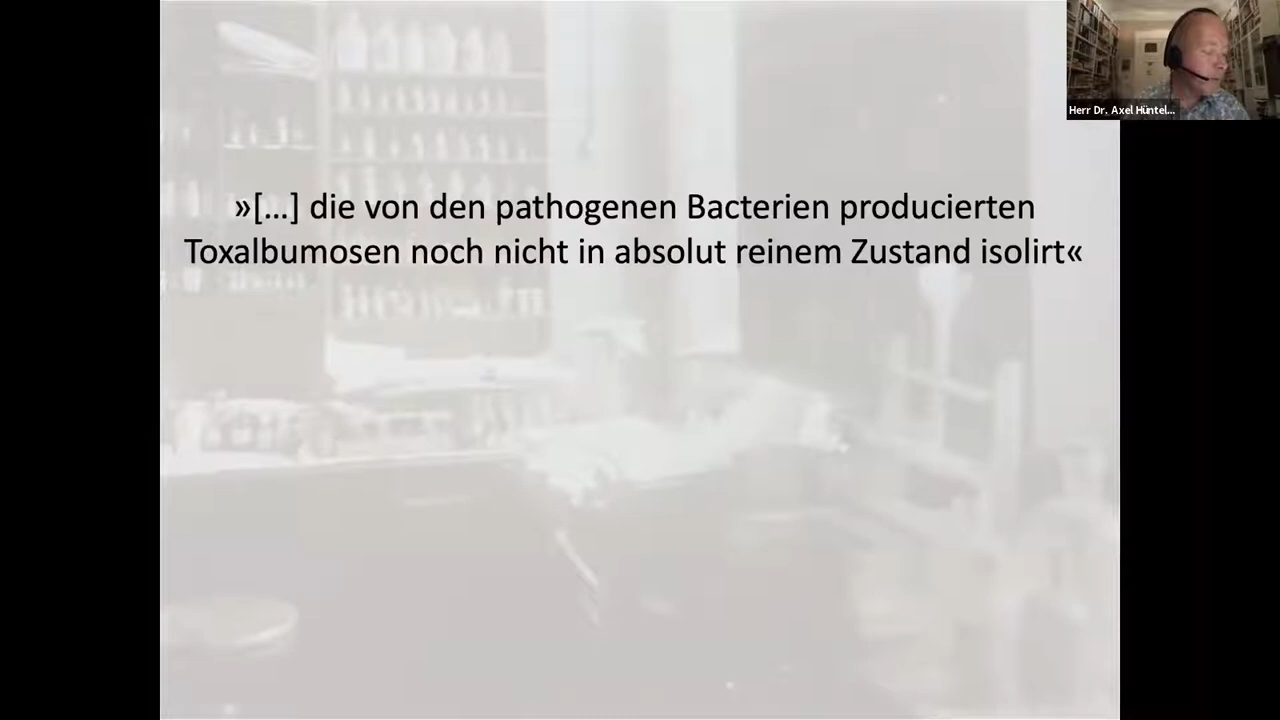 Herr Dr. Axel Hüntel...
»[...] die von den pathogenen Bacterien producierten
Toxalbumosen noch nicht in absolut reinem Zustand isolirt«